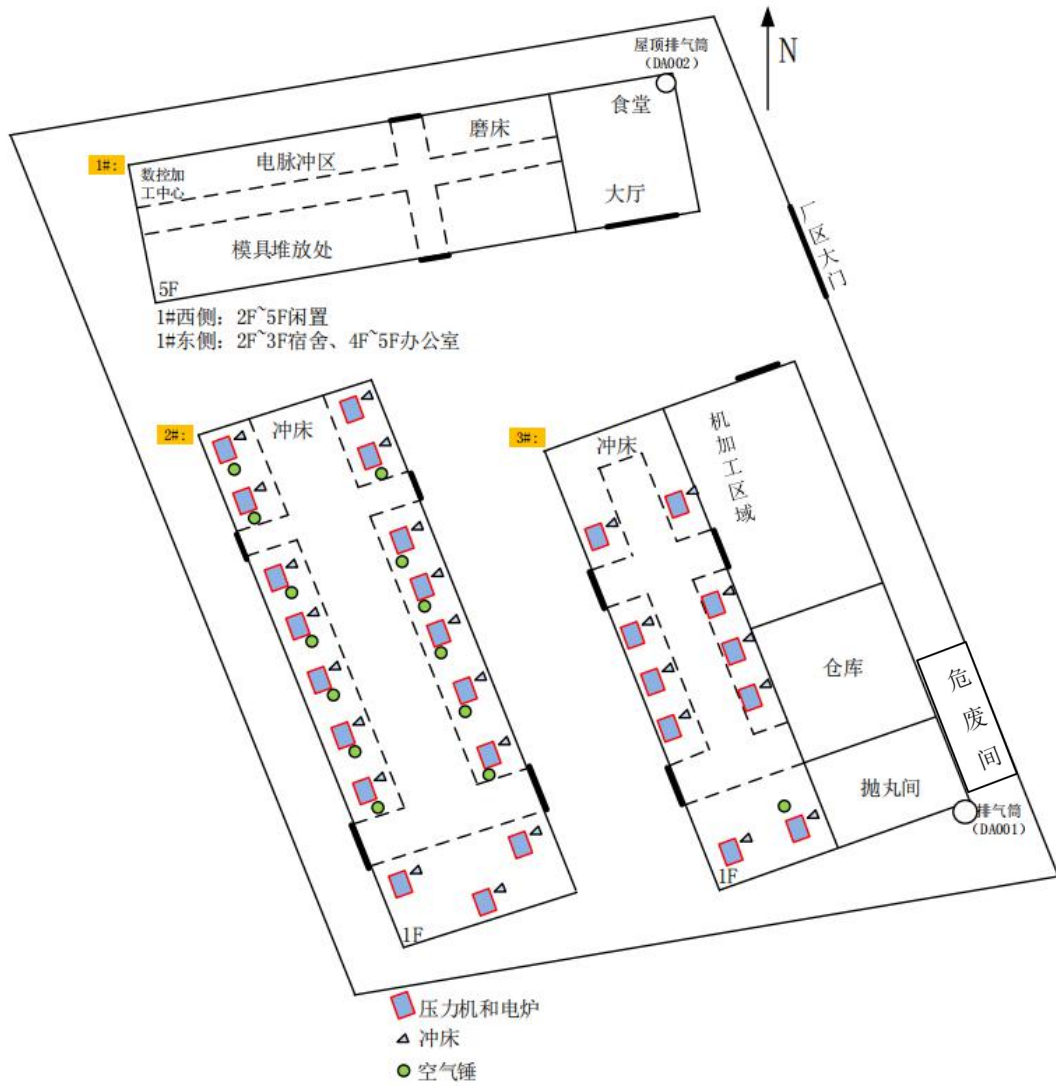 屋顶排气筒
（DA002）
N
食堂
磨床
1#:
电脉冲区
数控加
工中心
大厅
厂区大门
模具堆放处
5F
1#西侧: 2F~5F闲置
1#东侧: 2F~3F宿舍、4F~5F办公室
2#:
冲床
3#:
冲床
机加工区域
仓库
危废间
抛丸间
排气筒
（DA001）
1F
1F
压力机和电炉
冲床
空气锤